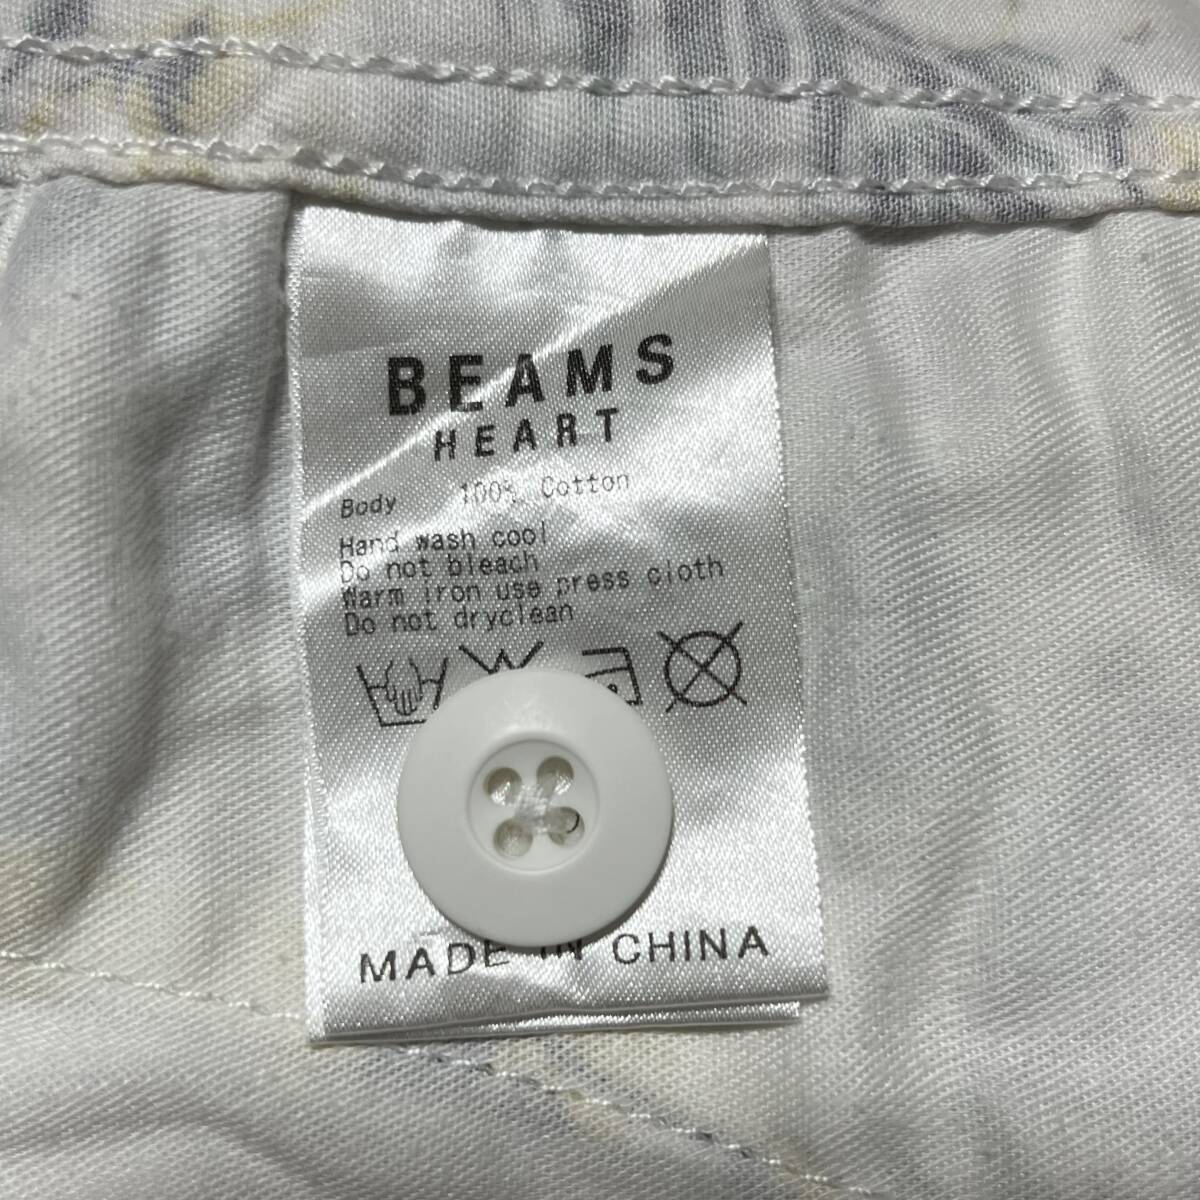 BEAMS
HEART
Body 100% Cotton
Hand wash cool
Do not bleach
Warm iron use press cloth
Do not dryclean
MADE IN CHINA